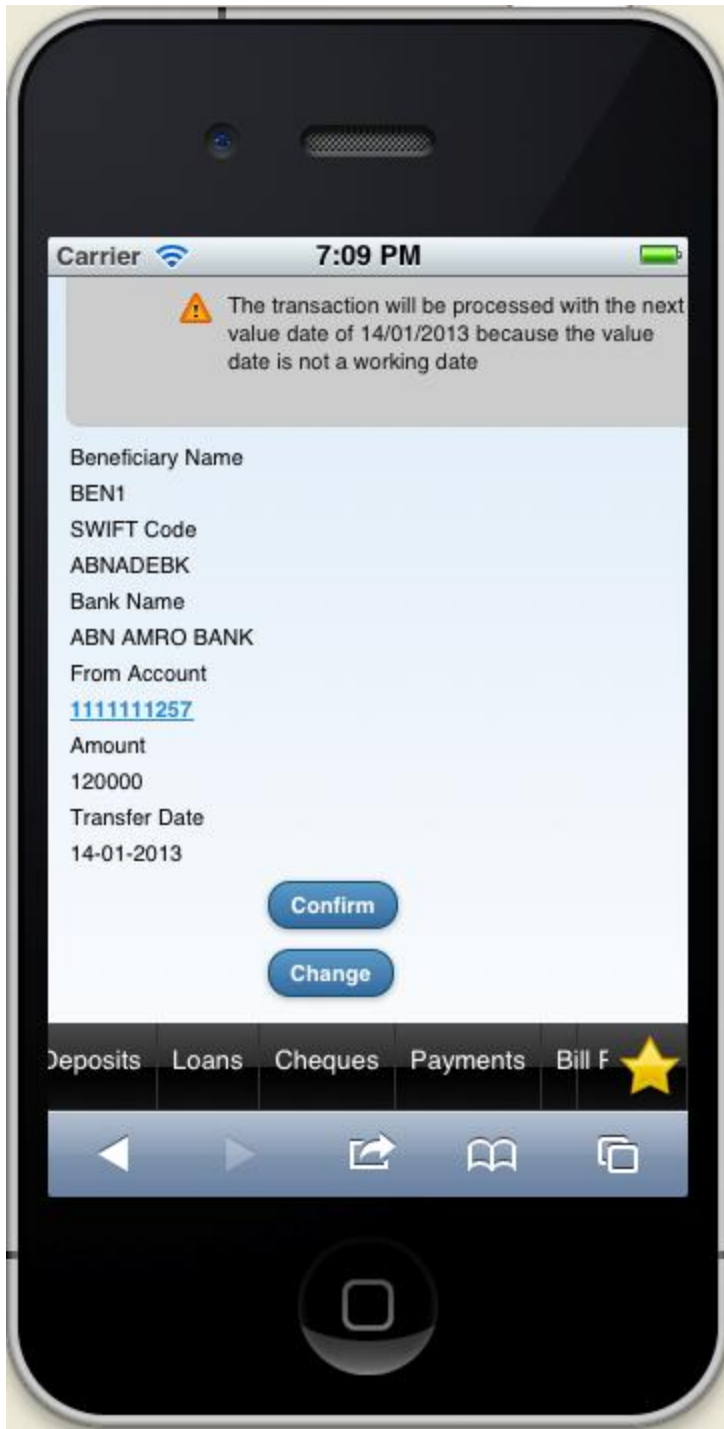 Carrier 7:09 PM
The transaction will be processed with the next
value date of 14/01/2013 because the value
date is not a working date
Beneficiary Name
BEN1
SWIFT Code
ABNADEBK
Bank Name
ABN AMRO BANK
From Account
1111111257
Amount
120000
Transfer Date
14-01-2013
Confirm
Change
Deposits Loans Cheques Payments Bill